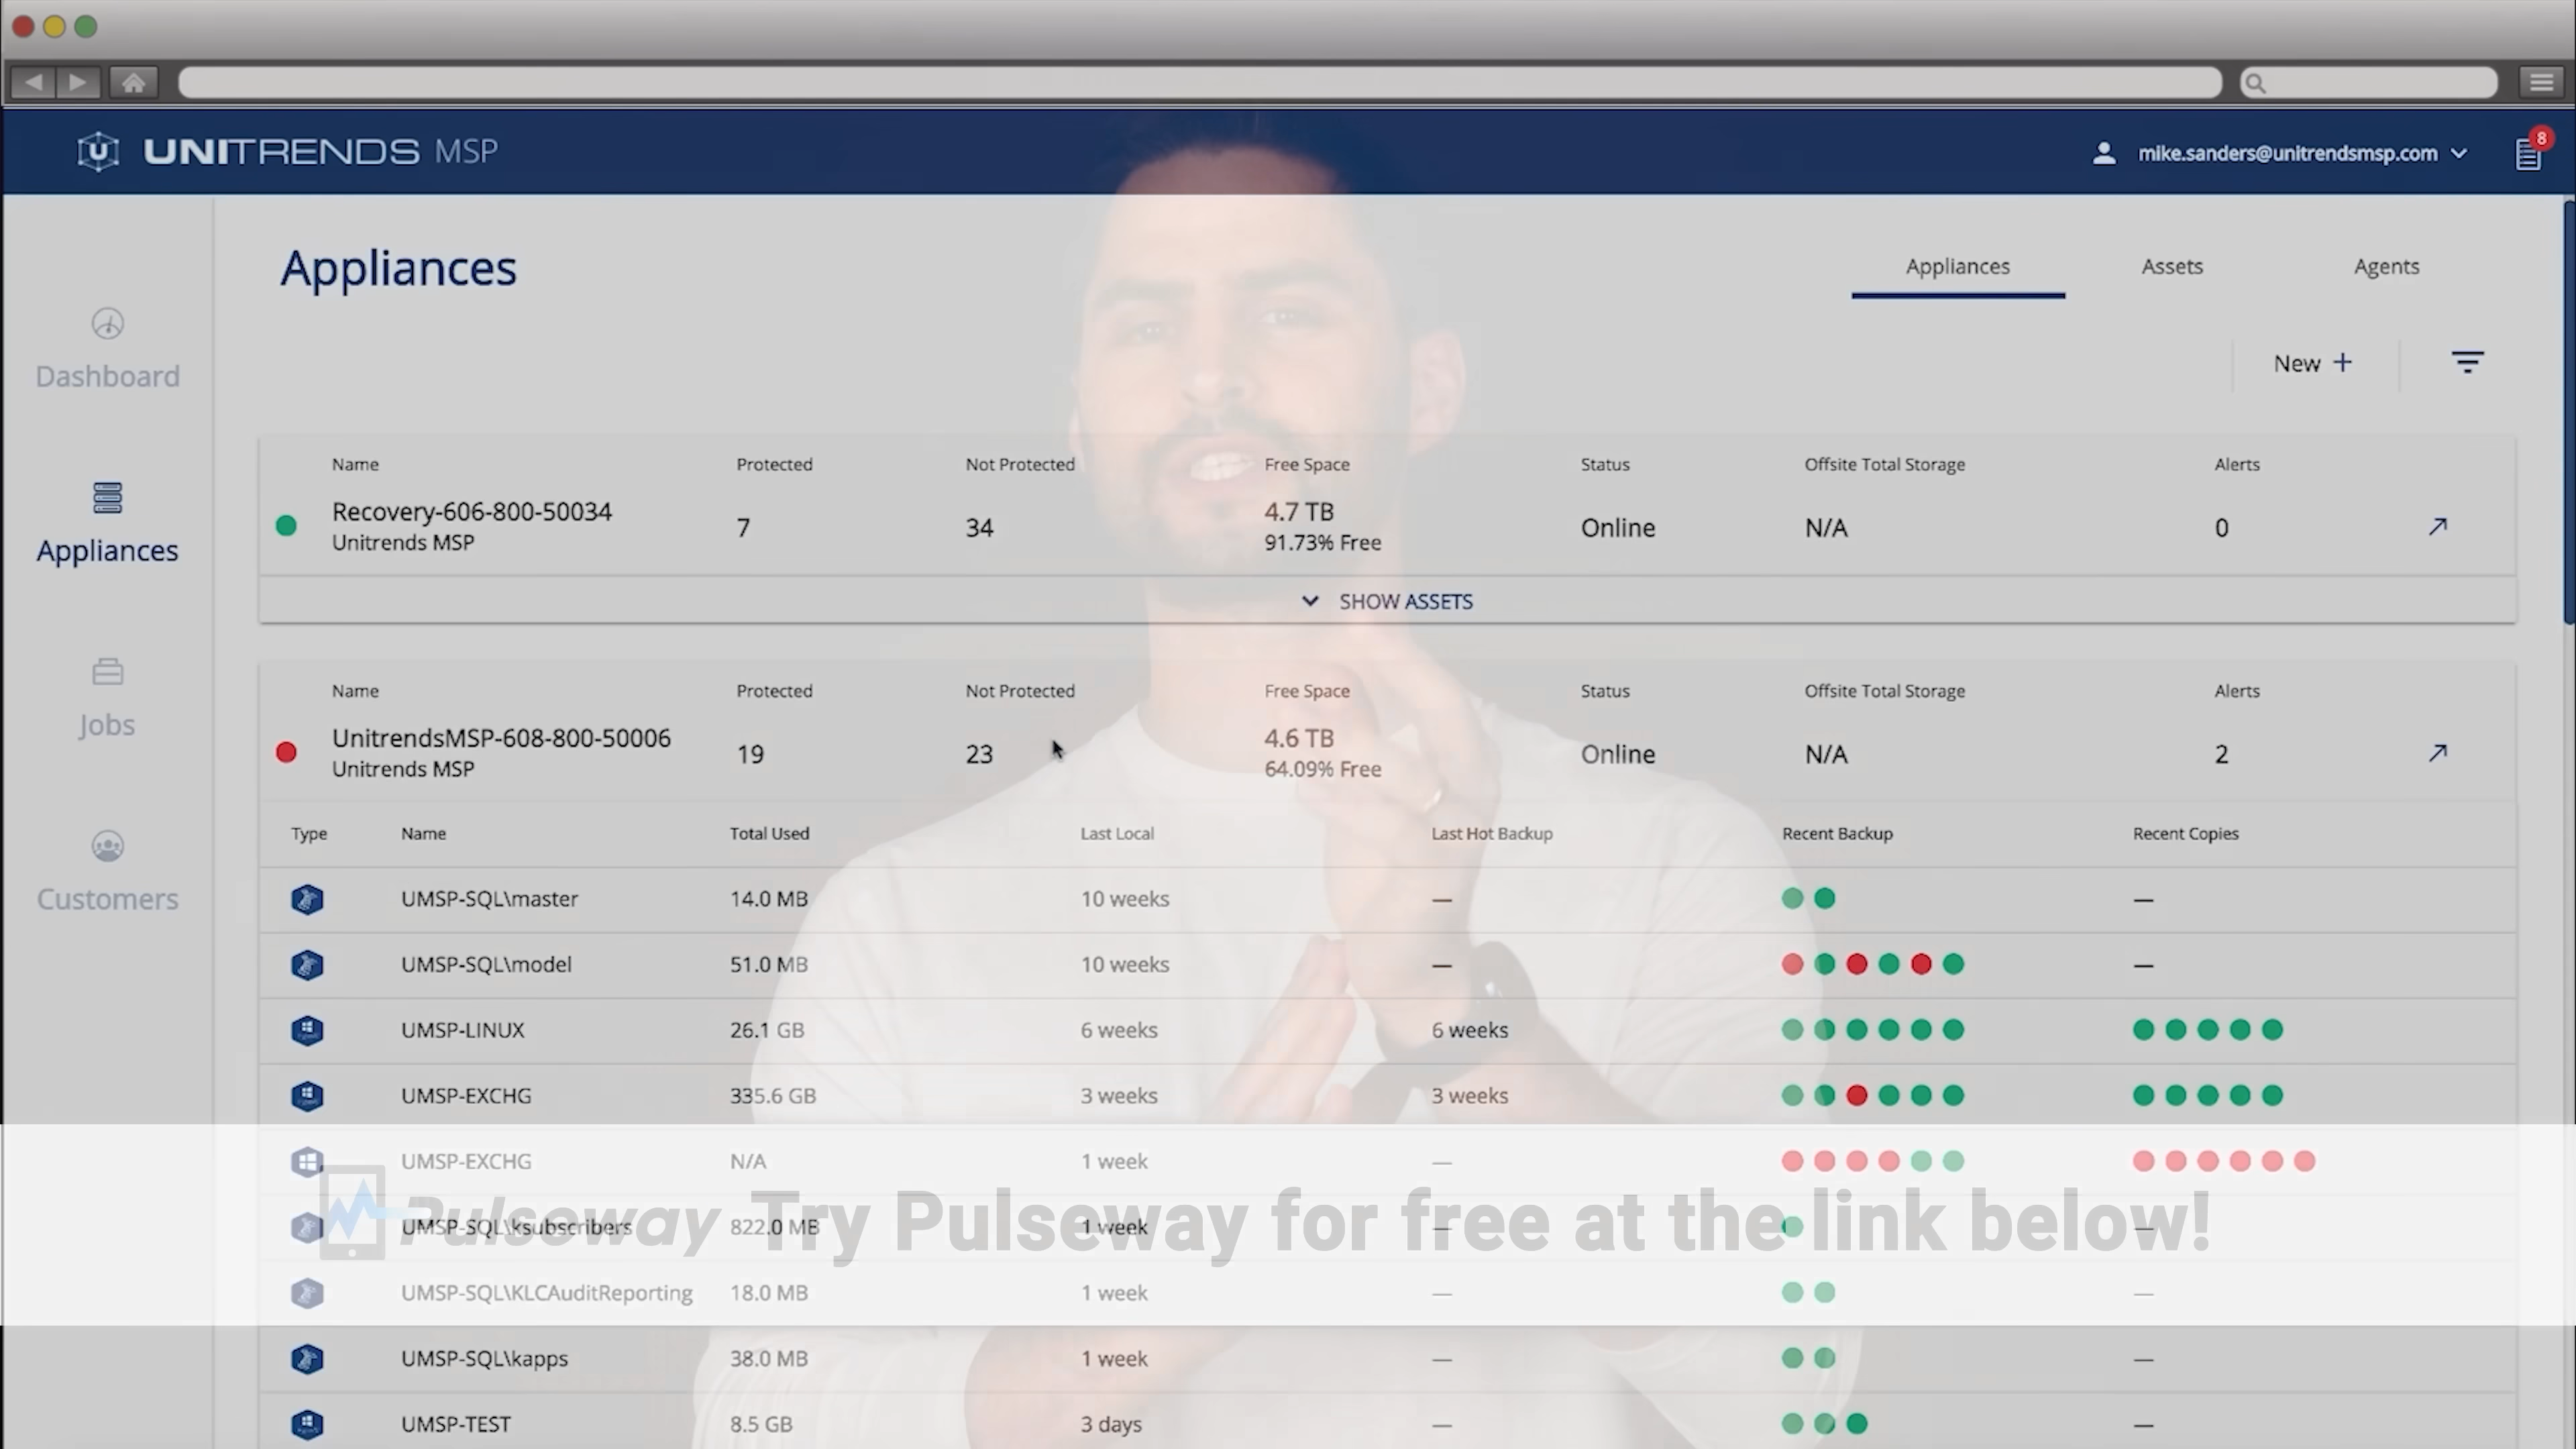 UNITRENDS MSP
mike.sanders@unitrendsmsp.com
8
Appliances
Appliances Assets Agents
New +
Dashboard
Appliances
Jobs
Customers
Name Protected Not Protected Free Space Status Offsite Total Storage Alerts
Recovery-606-800-50034 7 34 4.7 TB Online N/A 0
Unitrends MSP 91.73% Free
SHOW ASSETS
Name Protected Not Protected Free Space Status Offsite Total Storage Alerts
UnitrendsMSP-608-800-50006 19 23 4.6 TB Online N/A 2
Unitrends MSP 64.09% Free
Type Name Total Used Last Local Last Hot Backup Recent Backup Recent Copies
UMSP-SQL\master 14.0 MB 10 weeks — —
UMSP-SQL\model 51.0 MB 10 weeks — —
UMSP-LINUX 26.1 GB 6 weeks 6 weeks
UMSP-EXCHG 335.6 GB 3 weeks 3 weeks
UMSP-EXCHG N/A 1 week —
UMSP-SQL\ksubscribers 822.0 MB 1 week — —
Pulseway Try Pulseway for free at the link below!
UMSP-SQL\KLCAuditReporting 18.0 MB 1 week — —
UMSP-SQL\kapps 38.0 MB 1 week — —
UMSP-TEST 8.5 GB 3 days — —